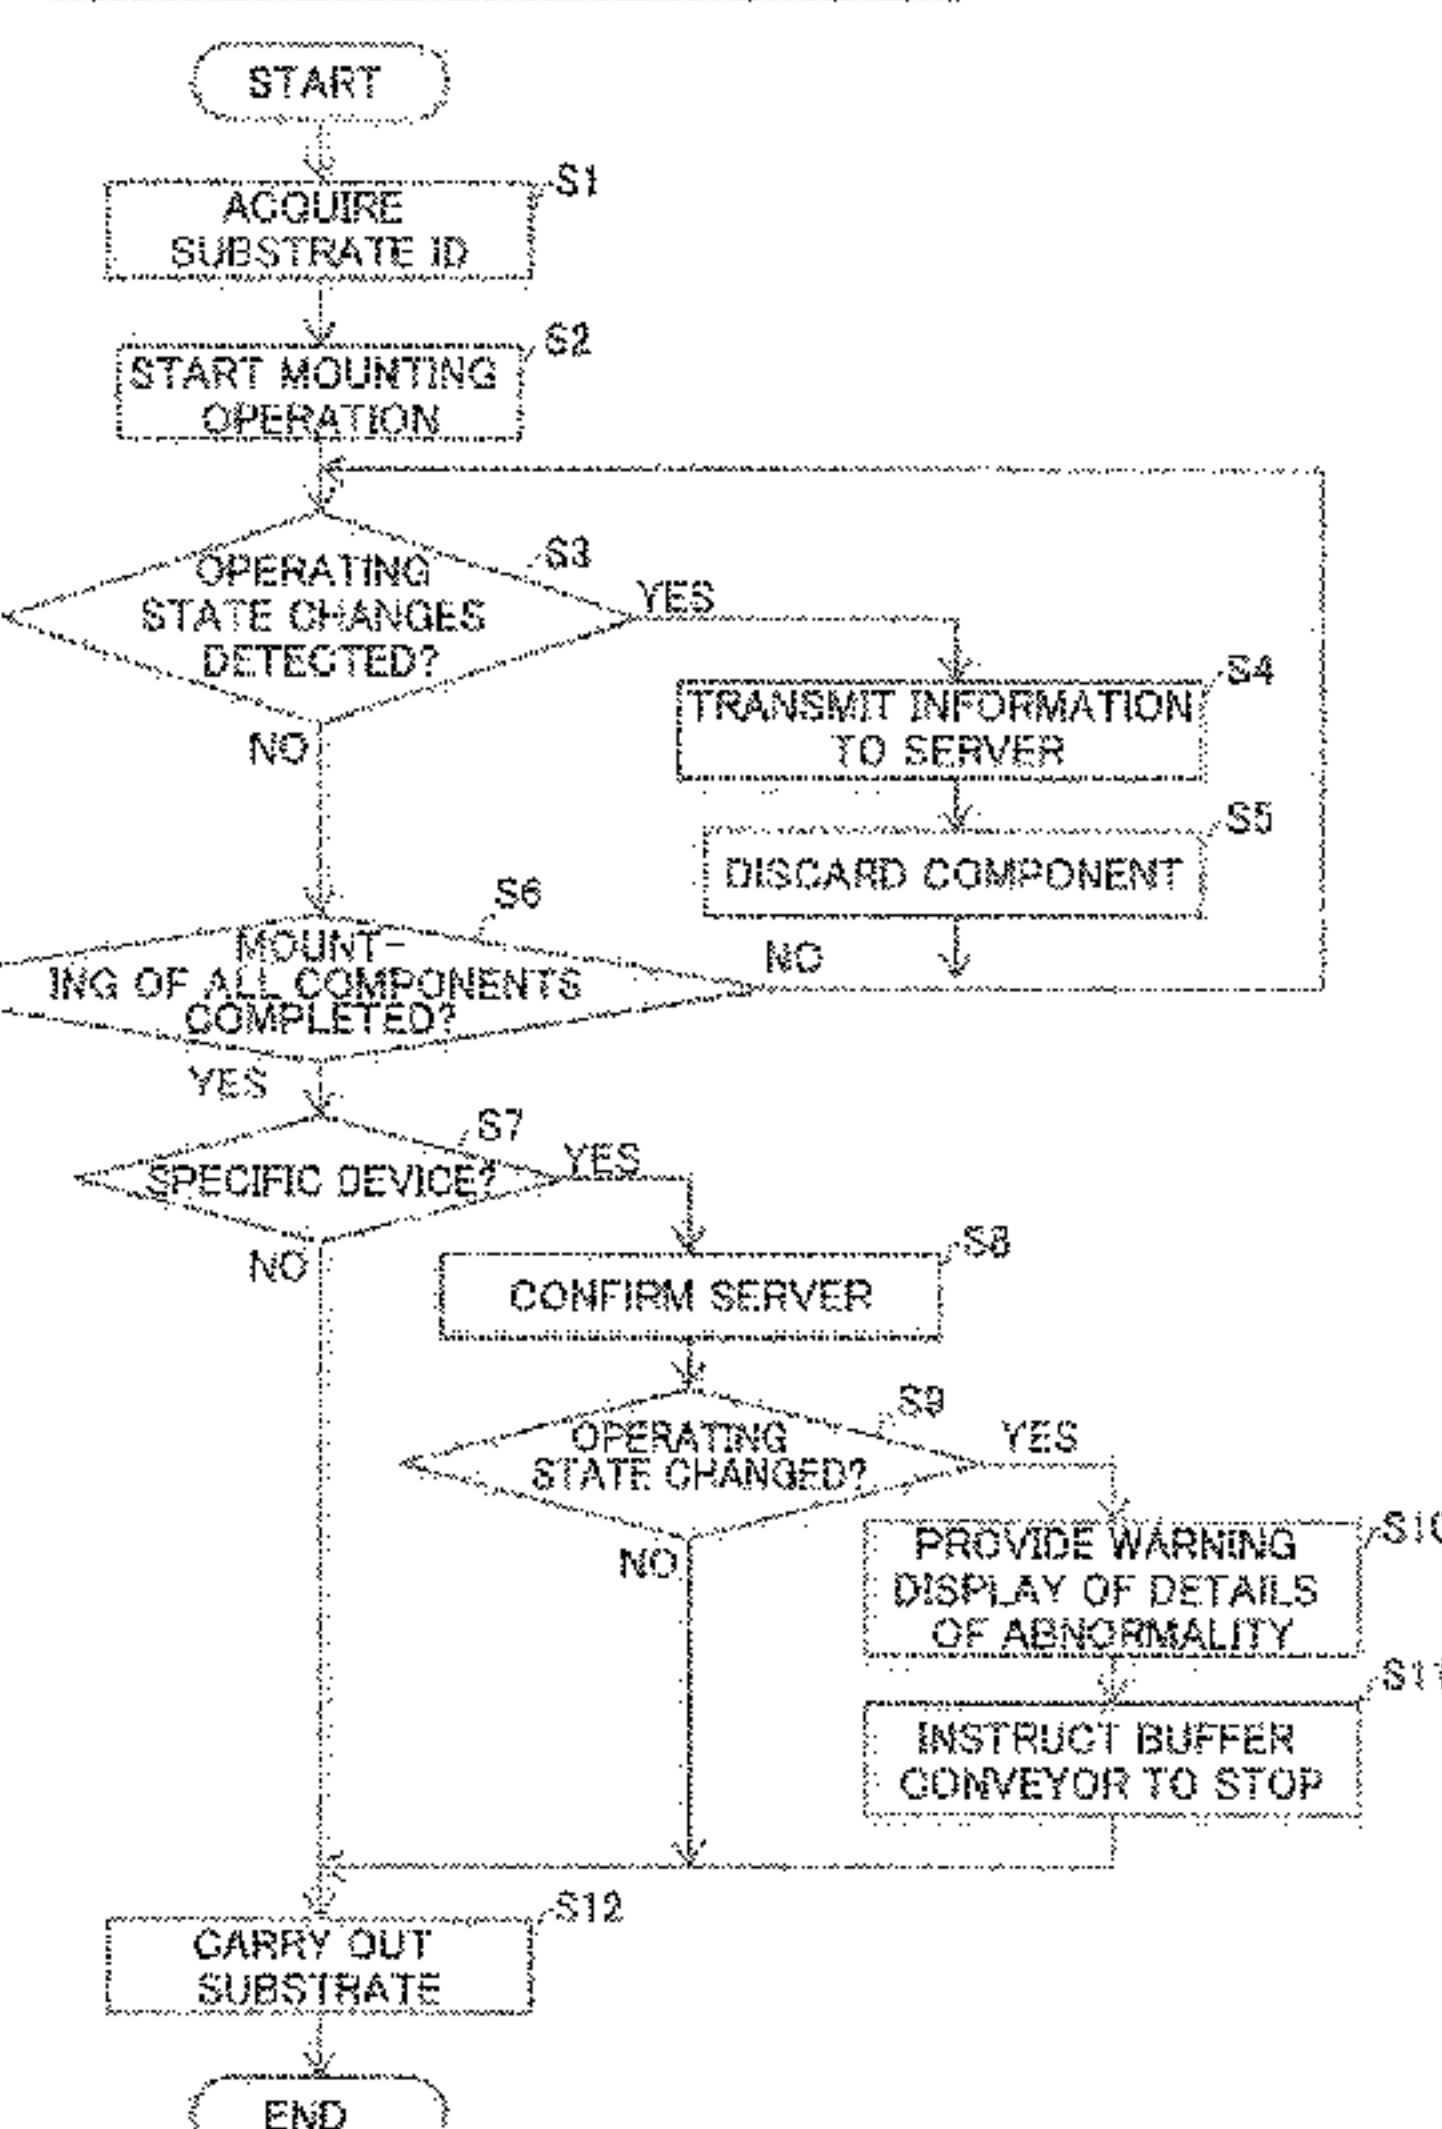 START
S1
ACQUIRE
SUBSTRATE ID
S2
START MOUNTING
OPERATION
S3
OPERATING
STATE CHANGES
DETECTED?
YES
NO
S4
TRANSMIT INFORMATION
TO SERVER
S5
DISCARD COMPONENT
S6
MOUNT-
ING OF ALL COMPONENTS
COMPLETED?
NO
YES
S7
SPECIFIC DEVICE?
YES
NO
S8
CONFIRM SERVER
S9
OPERATING
STATE CHANGED?
YES
NO
S10
PROVIDE WARNING
DISPLAY OF DETAILS
OF ABNORMALITY
S11
INSTRUCT BUFFER
CONVEYOR TO STOP
S12
CARRY OUT
SUBSTRATE
END